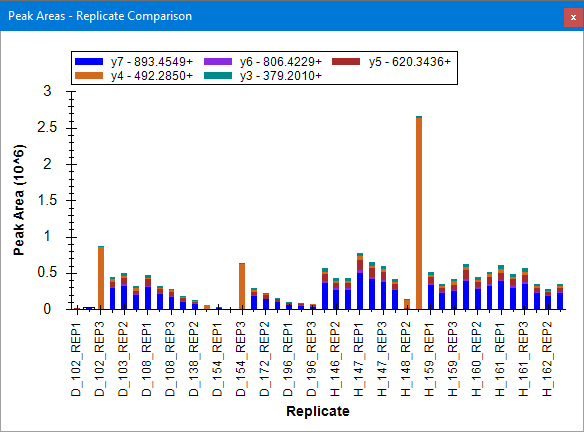 Peak Areas - Replicate Comparison
y7 - 893.4549+ y6 - 806.4229+ y5 - 620.3436+
y4 - 492.2850+ y3 - 379.2010+
3
2.5
2
1.5
1
0.5
0
Peak Area (10^6)
D_102_REP1
D_102_REP3
D_103_REP2
D_108_REP1
D_108_REP3
D_138_REP2
D_154_REP1
D_154_REP3
D_172_REP2
D_196_REP1
D_196_REP3
H_146_REP2
H_147_REP1
H_147_REP3
H_148_REP2
H_159_REP1
H_159_REP3
H_160_REP2
H_161_REP1
H_161_REP3
H_162_REP2
Replicate